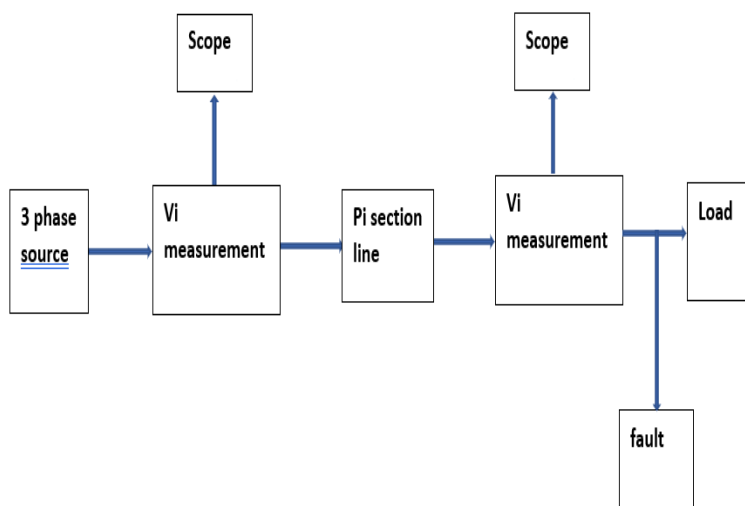 Scope
Scope
3 phase
source
Vi
measurement
Pi section
line
Vi
measurement
Load
fault